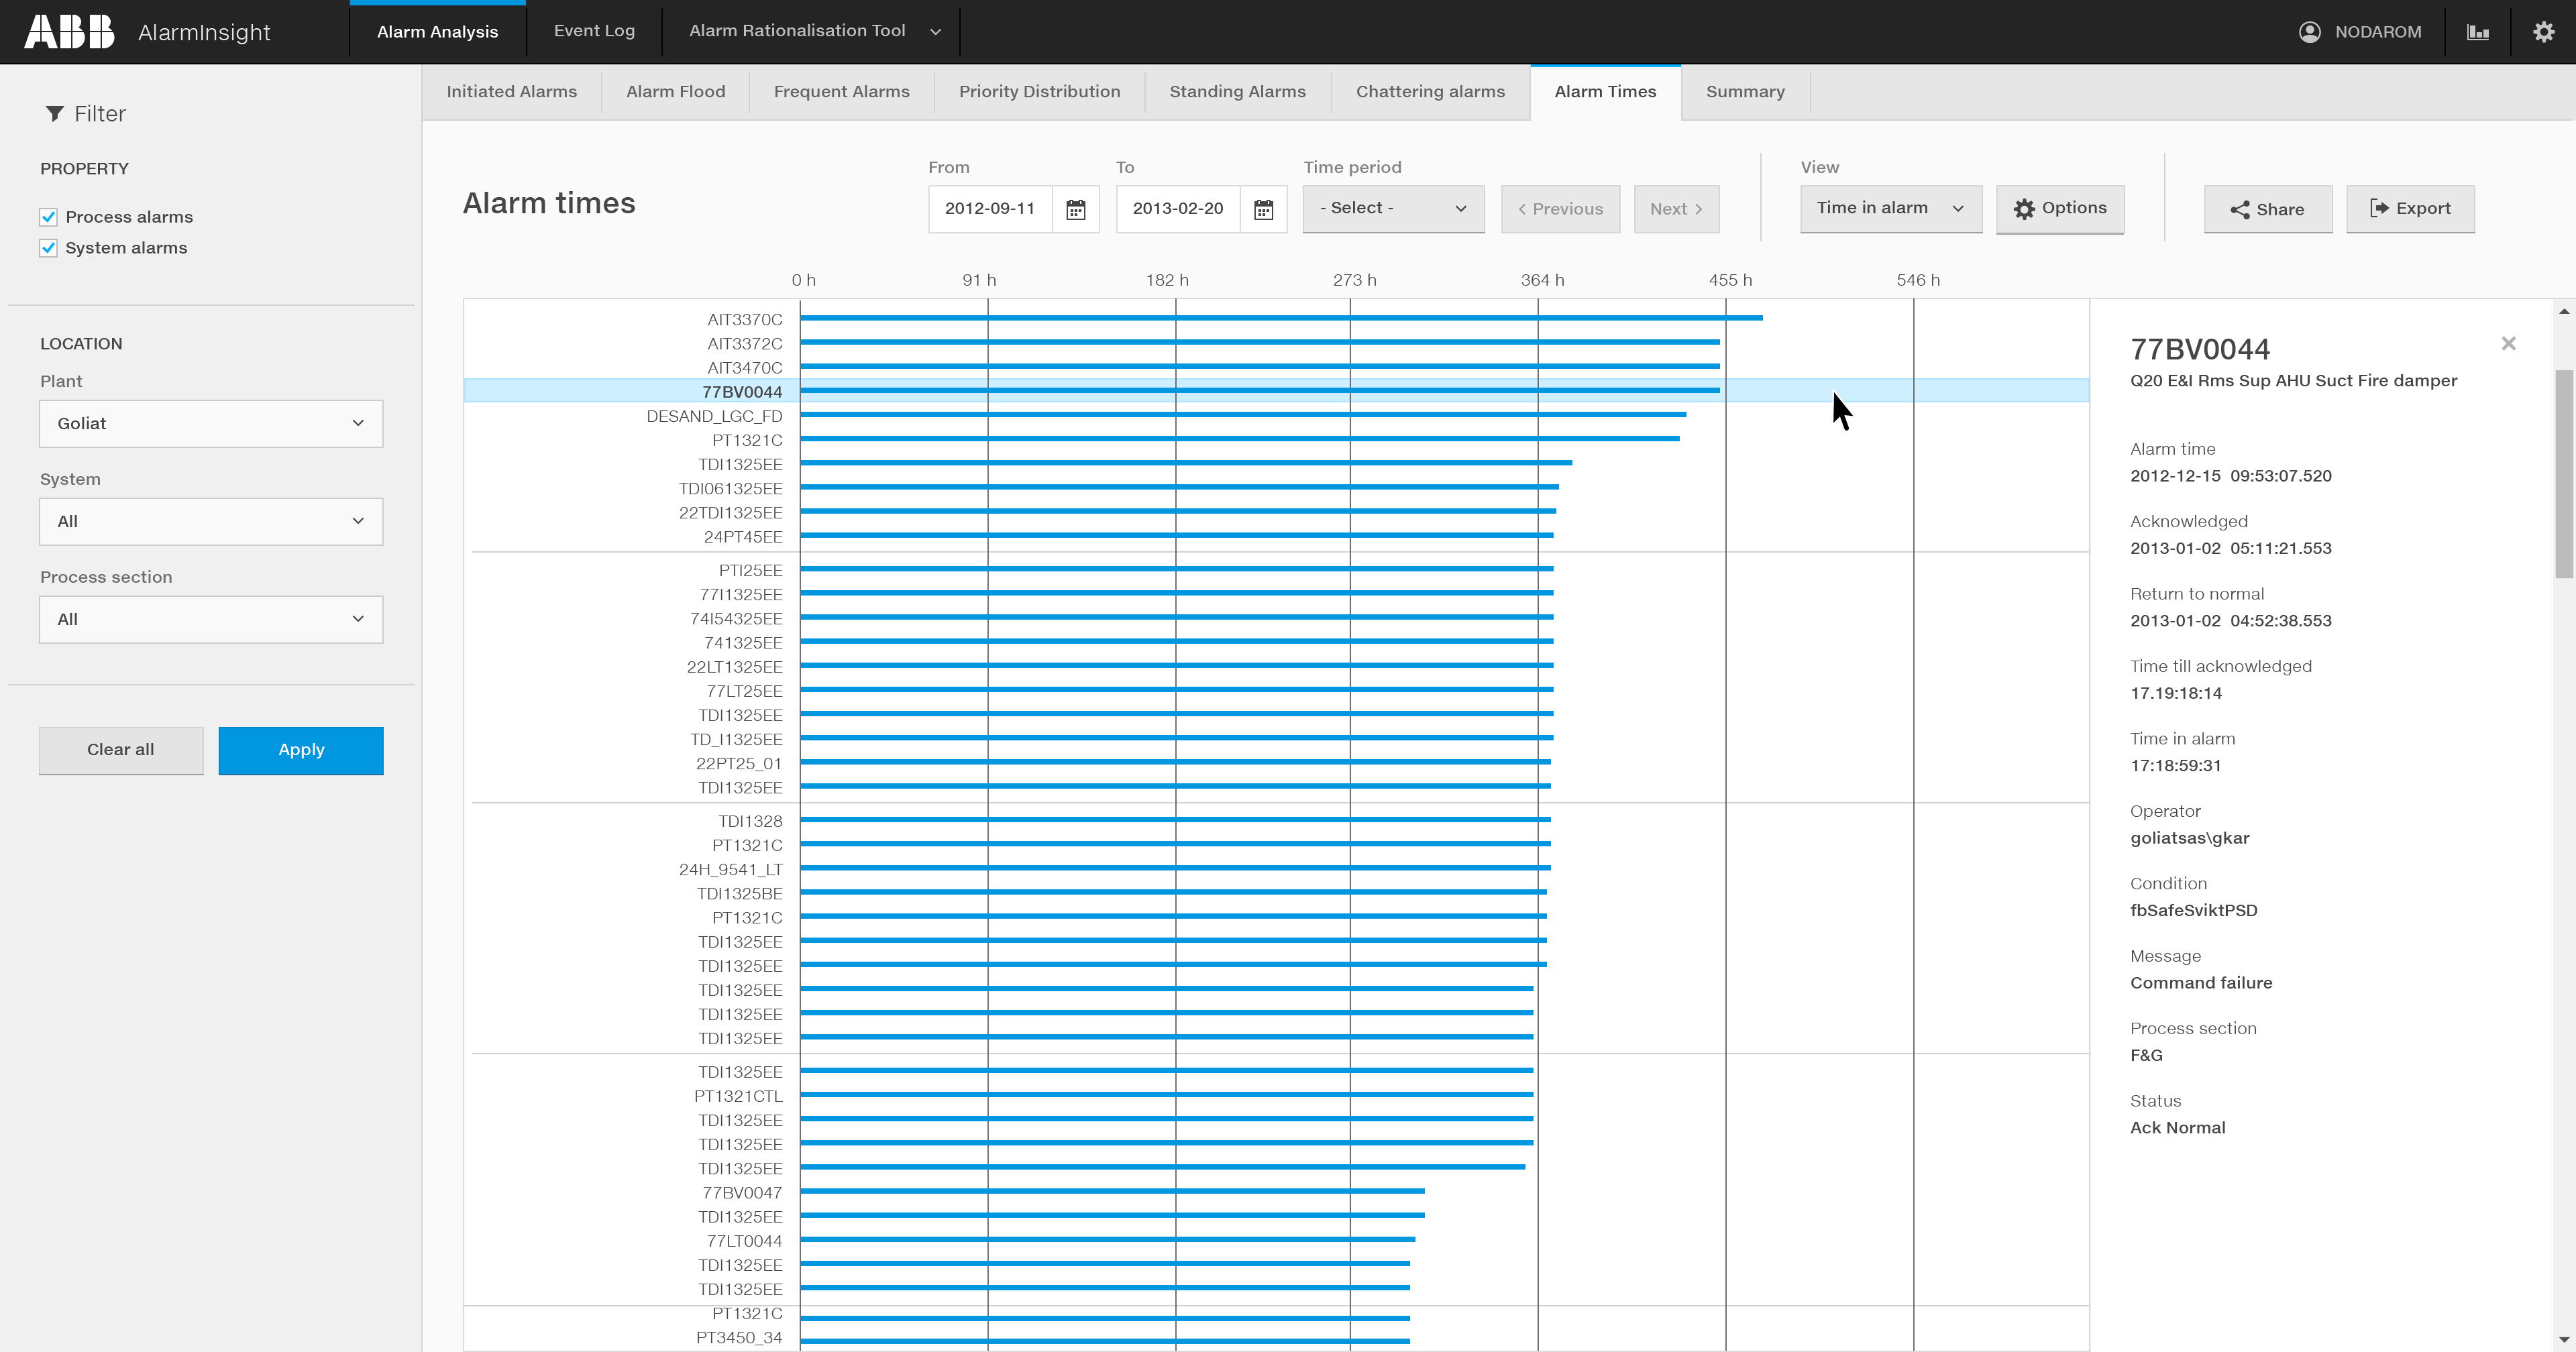 ABB AlarmInsight Alarm Analysis Event Log Alarm Rationalisation Tool NODAROM
Initiated Alarms Alarm Flood Frequent Alarms Priority Distribution Standing Alarms Chattering alarms Alarm Times Summary
Filter
PROPERTY
Process alarms
System alarms
LOCATION
Plant
Goliat
System
All
Process section
All
Clear all Apply
Alarm times
From To Time period View
2012-09-11 2013-02-20 - Select - Previous Next Time in alarm Options Share Export
0 h 91 h 182 h 273 h 364 h 455 h 546 h
AIT3370C
AIT3372C
AIT3470C
77BV0044
DESAND_LGC_FD
PT1321C
TDI1325EE
TDI061325EE
22TDI1325EE
24PT45EE
PTI25EE
77I1325EE
74I54325EE
741325EE
22LT1325EE
77LT25EE
TDI1325EE
TD_I1325EE
22PT25_01
TDI1325EE
TDI1328
PT1321C
24H_9541_LT
TDI1325BE
PT1321C
TDI1325EE
TDI1325EE
TDI1325EE
TDI1325EE
TDI1325EE
TDI1325EE
PT1321CTL
TDI1325EE
TDI1325EE
TDI1325EE
77BV0047
TDI1325EE
77LT0044
TDI1325EE
TDI1325EE
PT1321C
PT3450_34
77BV0044
Q20 E&I Rms Sup AHU Suct Fire damper
Alarm time
2012-12-15 09:53:07.520
Acknowledged
2013-01-02 05:11:21.553
Return to normal
2013-01-02 04:52:38.553
Time till acknowledged
17.19:18:14
Time in alarm
17:18:59:31
Operator
goliatsas\gkar
Condition
fbSafeSviktPSD
Message
Command failure
Process section
F&G
Status
Ack Normal